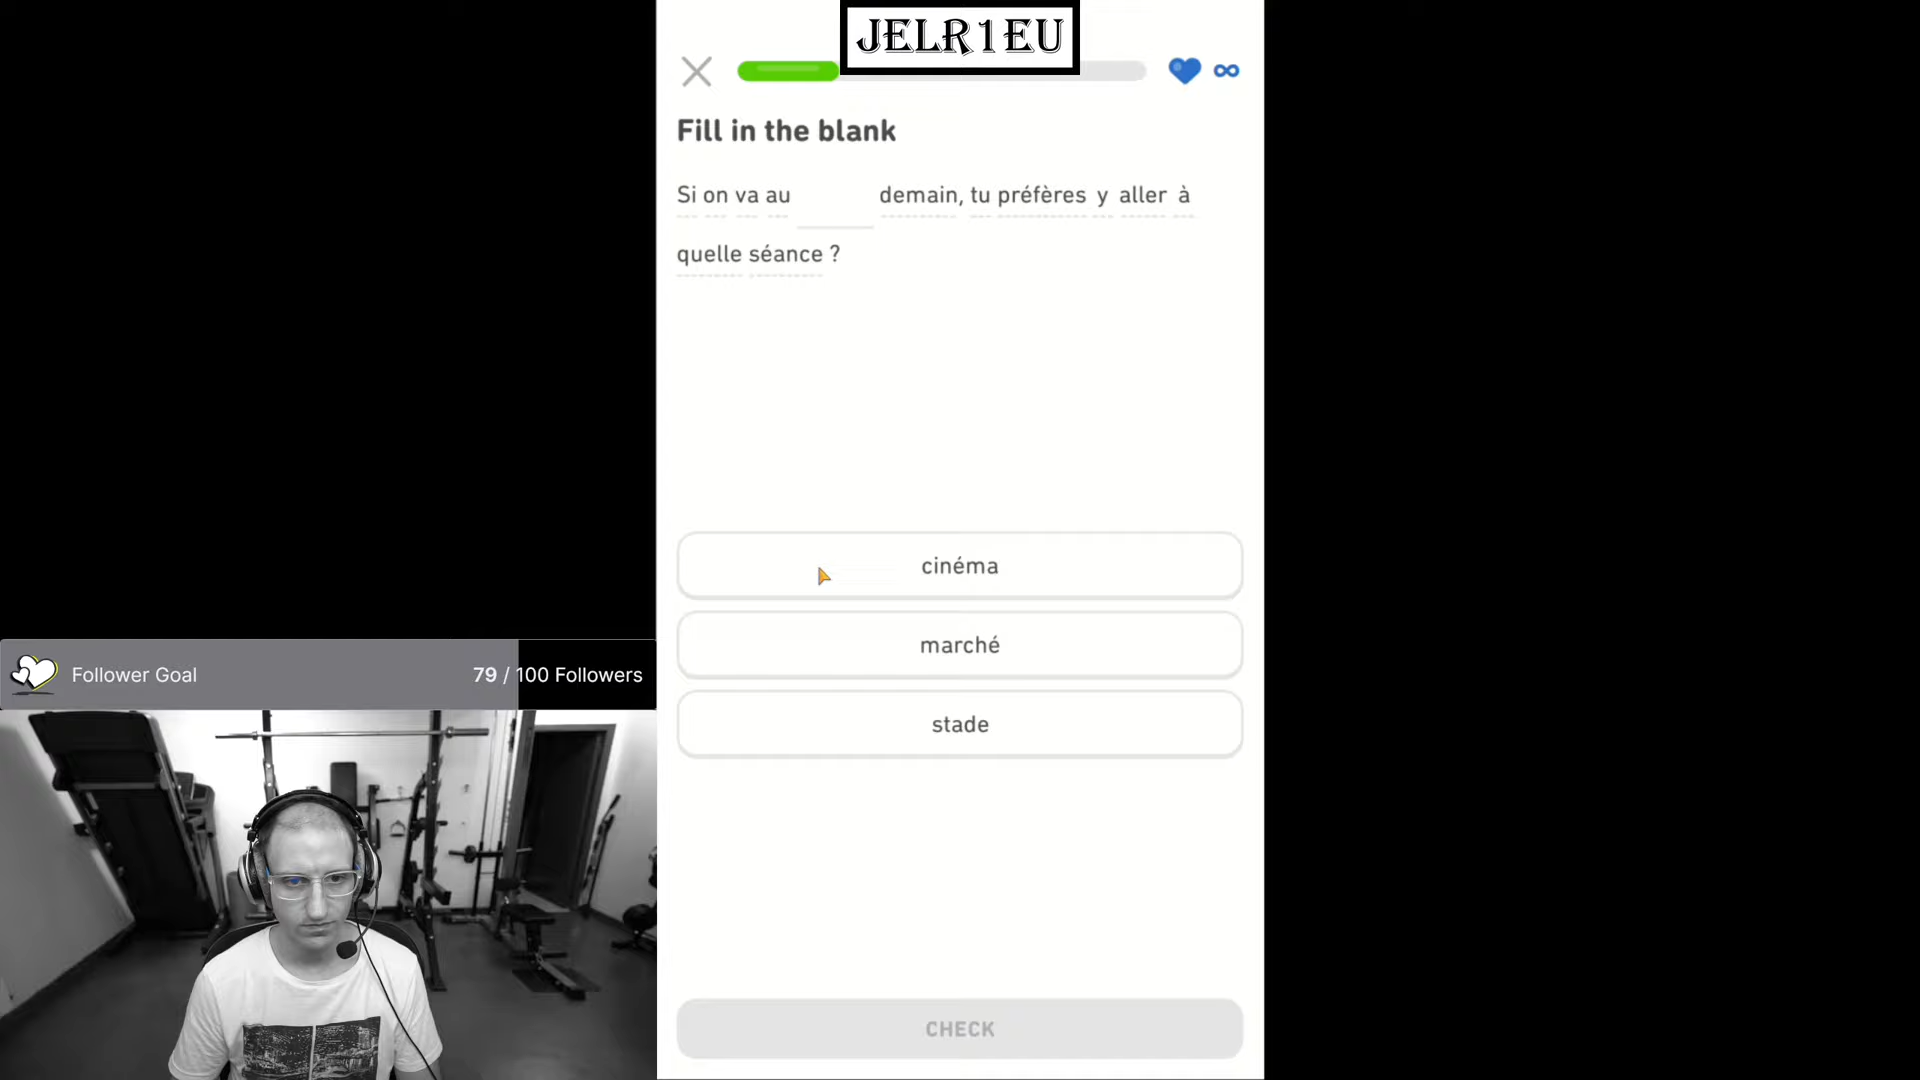 JELR1EU
Fill in the blank
Si on va au demain, tu préfères y aller à
quelle séance ?
cinéma
marché
stade
CHECK
Follower Goal 79 / 100 Followers